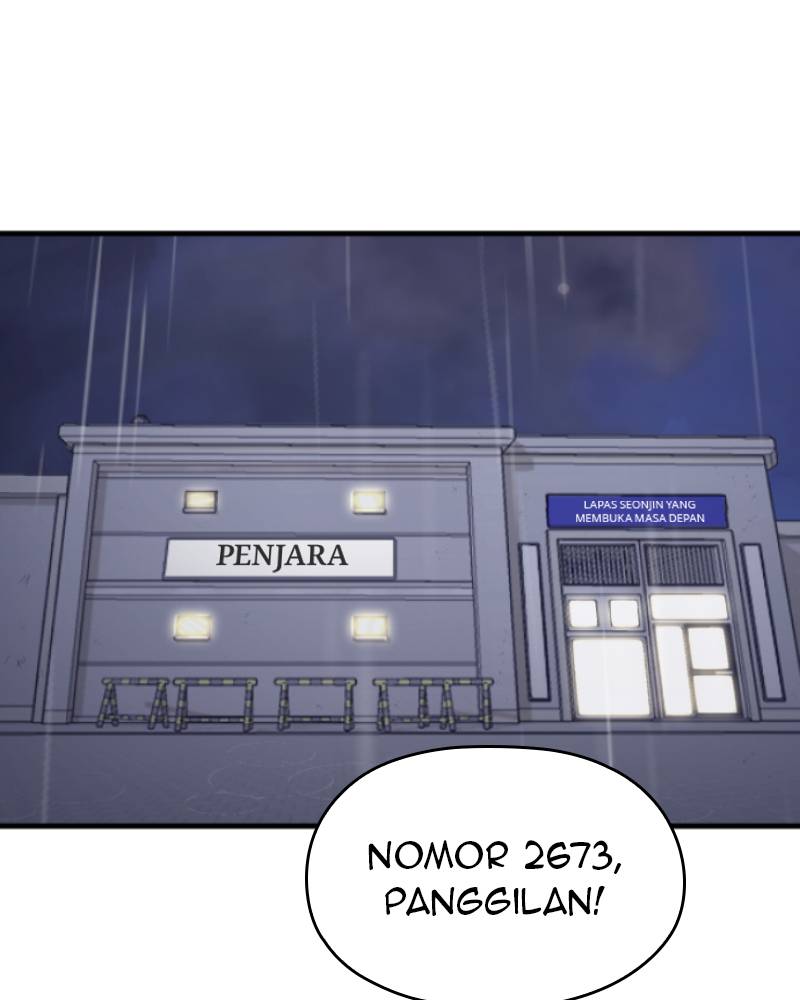 LAPAS SEONJIN YANG
MEMBUKA MASA DEPAN
PENJARA
NOMOR 2673,
PANGGILAN!